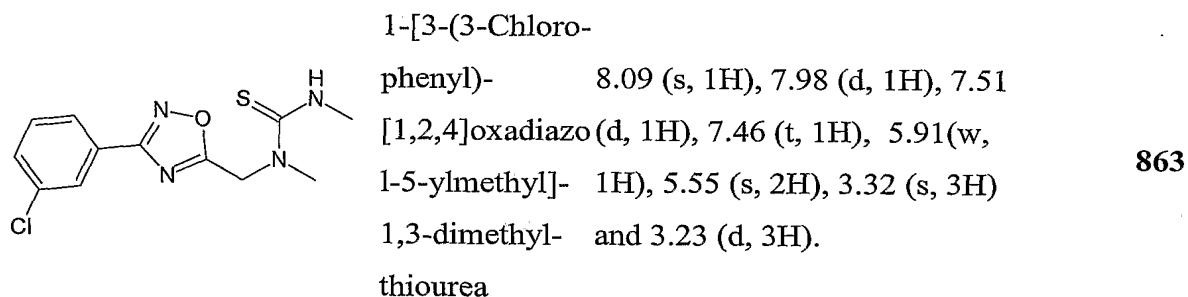 1-[3-(3-Chloro-
phenyl)-
[1,2,4]oxadiazo
l-5-ylmethyl]-
1,3-dimethyl-
thiourea
8.09 (s, 1H), 7.98 (d, 1H), 7.51
(d, 1H), 7.46 (t, 1H), 5.91(w,
1H), 5.55 (s, 2H), 3.32 (s, 3H)
and 3.23 (d, 3H).
863
H
S
N
N
O
N
N
Cl